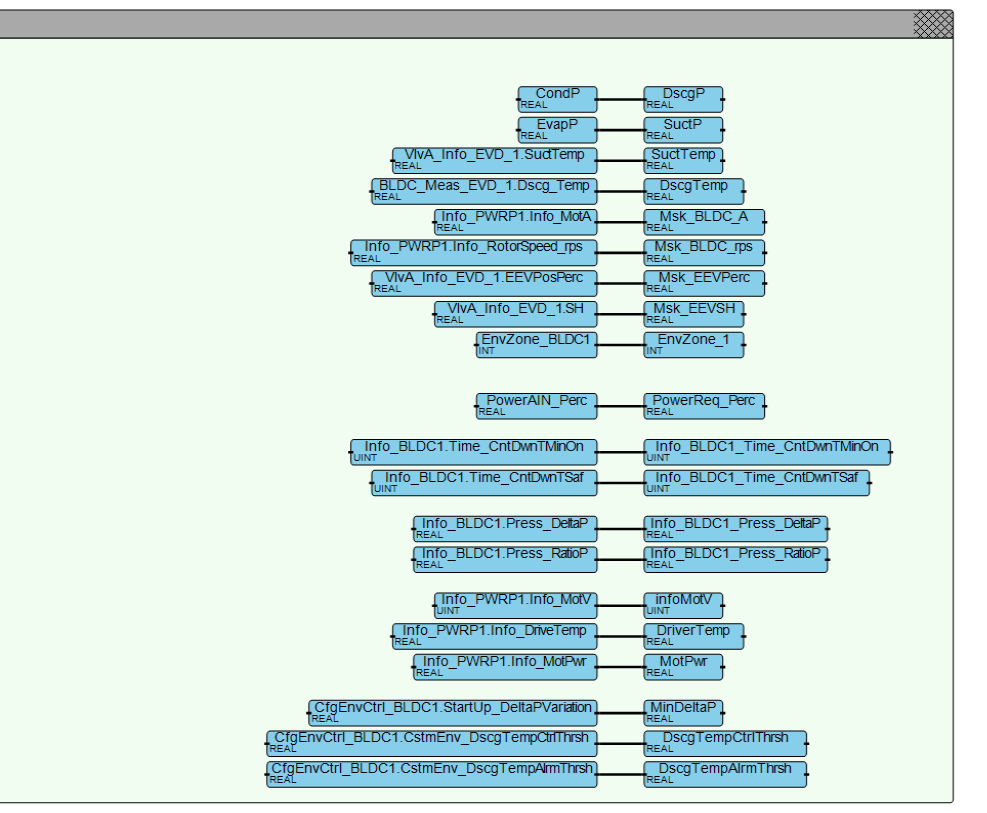 CondP DscgP
REAL REAL
EvapP SuctP
REAL REAL
VlvA_Info_EVD_1.SuctTemp SuctTemp
REAL REAL
BLDC_Meas_EVD_1.Dscg_Temp DscgTemp
REAL REAL
Info_PWRP1.Info_MotA Msk_BLDC_A
REAL REAL
Info_PWRP1.Info_RotorSpeed_rps Msk_BLDC_rps
REAL REAL
VlvA_Info_EVD_1.EEVPosPerc Msk_EEVPerc
REAL REAL
VlvA_Info_EVD_1.SH Msk_EEVSH
REAL REAL
EnvZone_BLDC1 EnvZone_1
INT INT
PowerAIN_Perc PowerReq_Perc
REAL REAL
Info_BLDC1.Time_CntDwnTMinOn Info_BLDC1_Time_CntDwnTMinOn
UINT UINT
Info_BLDC1.Time_CntDwnTSaf Info_BLDC1_Time_CntDwnTSaf
UINT UINT
Info_BLDC1.Press_DeltaP Info_BLDC1_Press_DeltaP
REAL REAL
Info_BLDC1.Press_RatioP Info_BLDC1_Press_RatioP
REAL REAL
Info_PWRP1.Info_MotV infoMotV
UINT UINT
Info_PWRP1.Info_DriveTemp DriverTemp
REAL REAL
Info_PWRP1.Info_MotPwr MotPwr
REAL REAL
CfgEnvCtrl_BLDC1.StartUp_DeltaPVariation MinDeltaP
REAL REAL
CfgEnvCtrl_BLDC1.CstmEnv_DscgTempCtrlThrsh DscgTempCtrlThrsh
REAL REAL
CfgEnvCtrl_BLDC1.CstmEnv_DscgTempAlrmThrsh DscgTempAlrmThrsh
REAL REAL